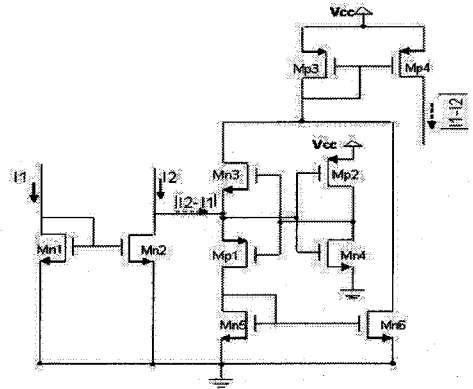 Vcc
Mp3
Mp4
|I1-I2|
Vcc
I1
I2
Mn3
Mp2
|I2-I1|
Mn1
Mn2
Mp1
Mn4
Mn5
Mn6